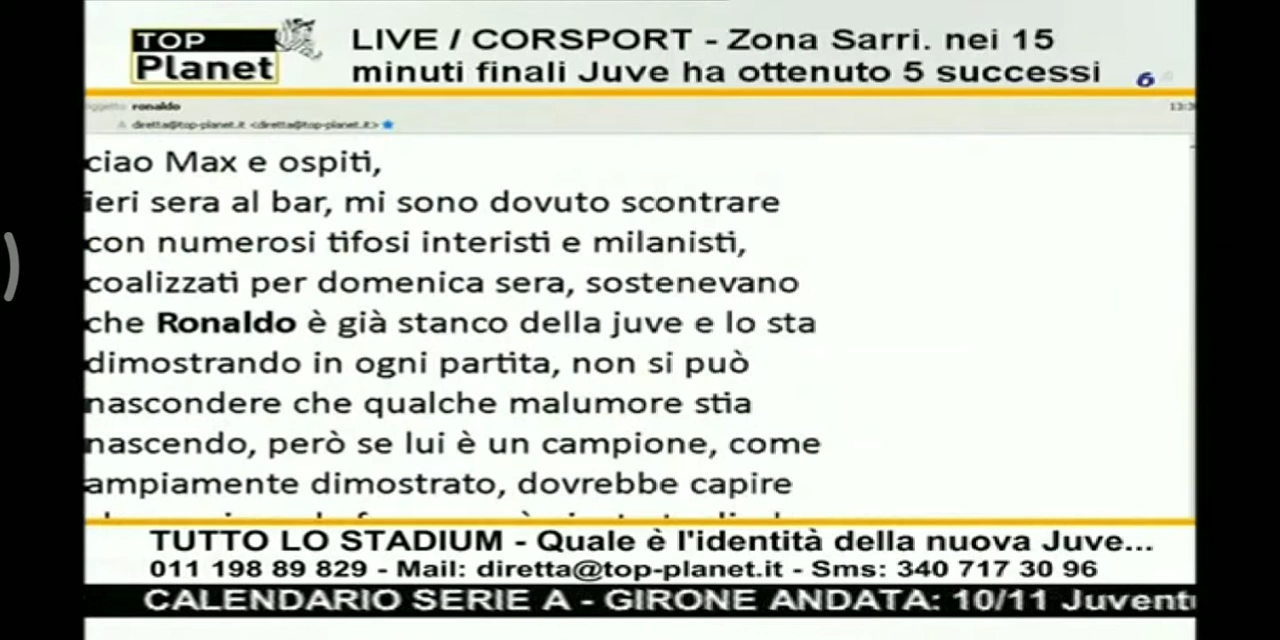 TOP
Planet
LIVE / CORSPORT - Zona Sarri. nei 15
minuti finali Juve ha ottenuto 5 successi
6
oggetto ronaldo
A diretta@top-planet.it <diretta@top-planet.it>
ciao Max e ospiti,
ieri sera al bar, mi sono dovuto scontrare
con numerosi tifosi interisti e milanisti,
coalizzati per domenica sera, sostenevano
che Ronaldo è già stanco della juve e lo sta
dimostrando in ogni partita, non si può
nascondere che qualche malumore stia
nascendo, però se lui è un campione, come
ampiamente dimostrato, dovrebbe capire
TUTTO LO STADIUM - Quale è l'identità della nuova Juve...
011 198 89 829 - Mail: diretta@top-planet.it - Sms: 340 717 30 96
CALENDARIO SERIE A - GIRONE ANDATA: 10/11 Juvent